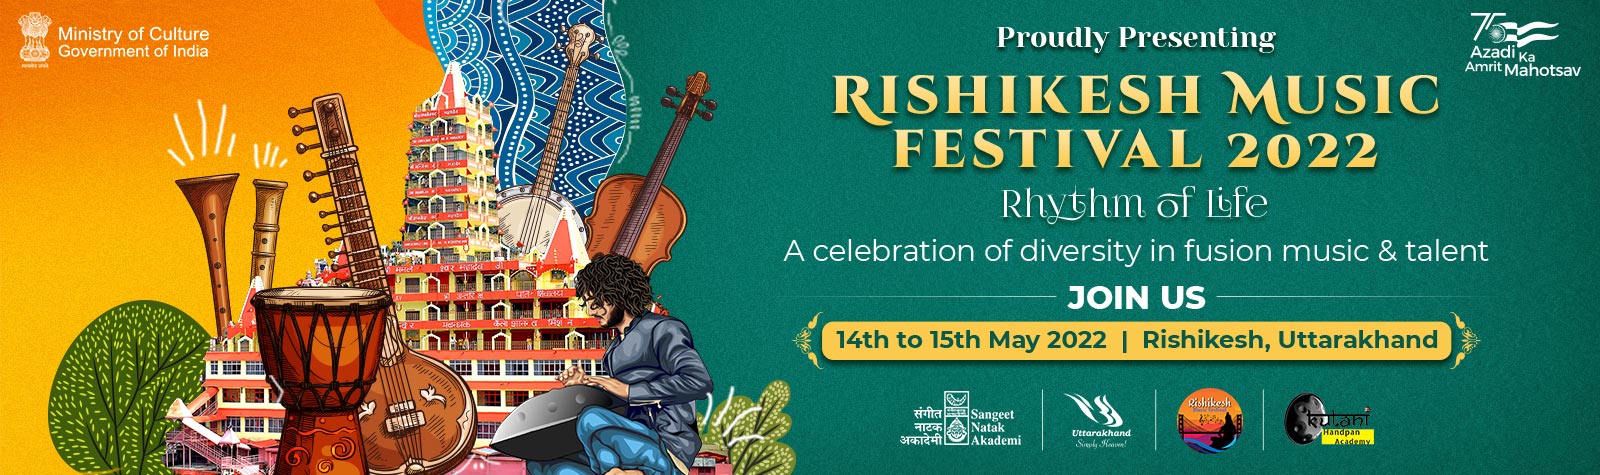 Ministry of Culture
Government of India
Proudly Presenting
RISHIKESH MUSIC
FESTIVAL 2022
Rhythm of Life
A celebration of diversity in fusion music & talent
JOIN US
14th to 15th May 2022 | Rishikesh, Uttarakhand
75
Azadi Ka
Amrit Mahotsav
संगीत
नाटक
अकादेमी
Sangeet
Natak
Akademi
Uttarakhand
Simply Heaven!
Rishikesh
Kutani
Handpan
Academy